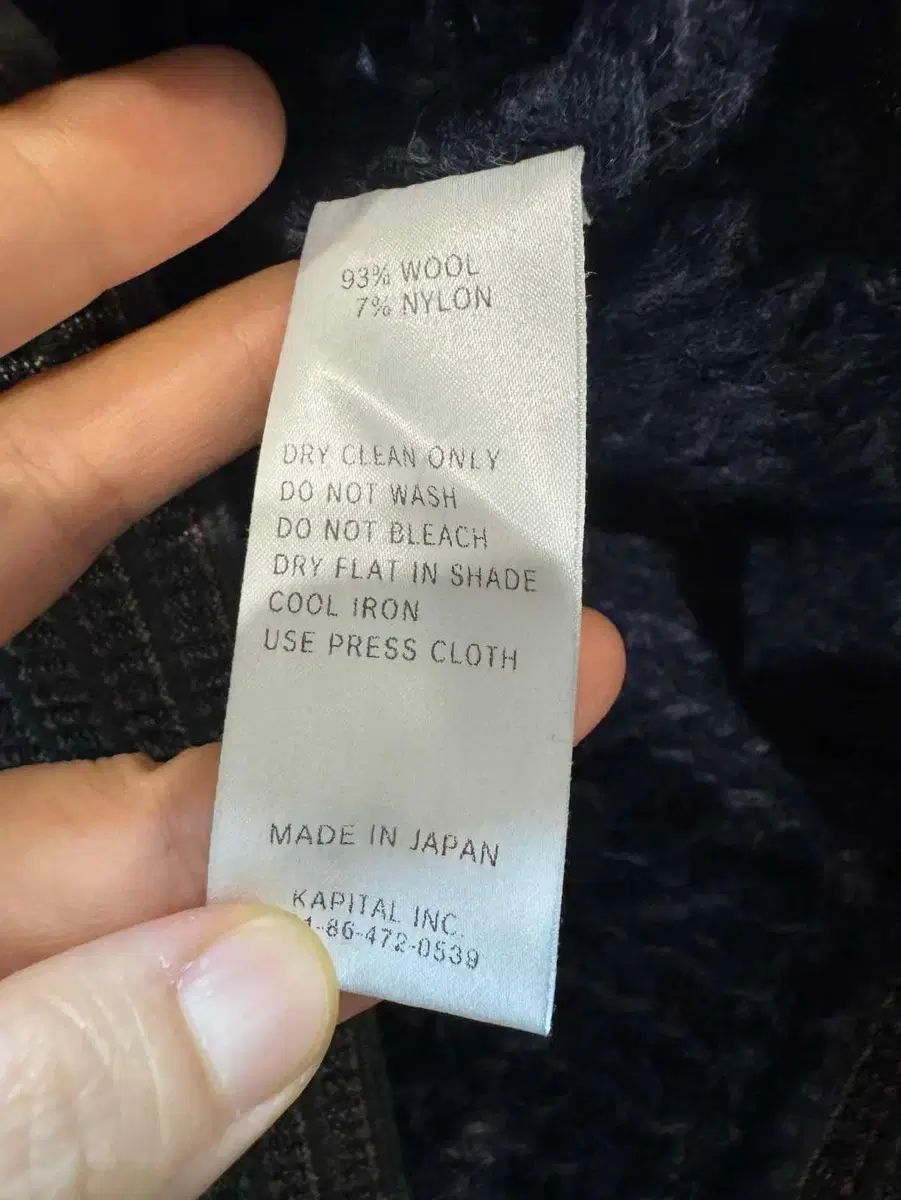 93% WOOL
7% NYLON
DRY CLEAN ONLY
DO NOT WASH
DO NOT BLEACH
DRY FLAT IN SHADE
COOL IRON
USE PRESS CLOTH
MADE IN JAPAN
KAPITAL INC.
1-86-472-0539